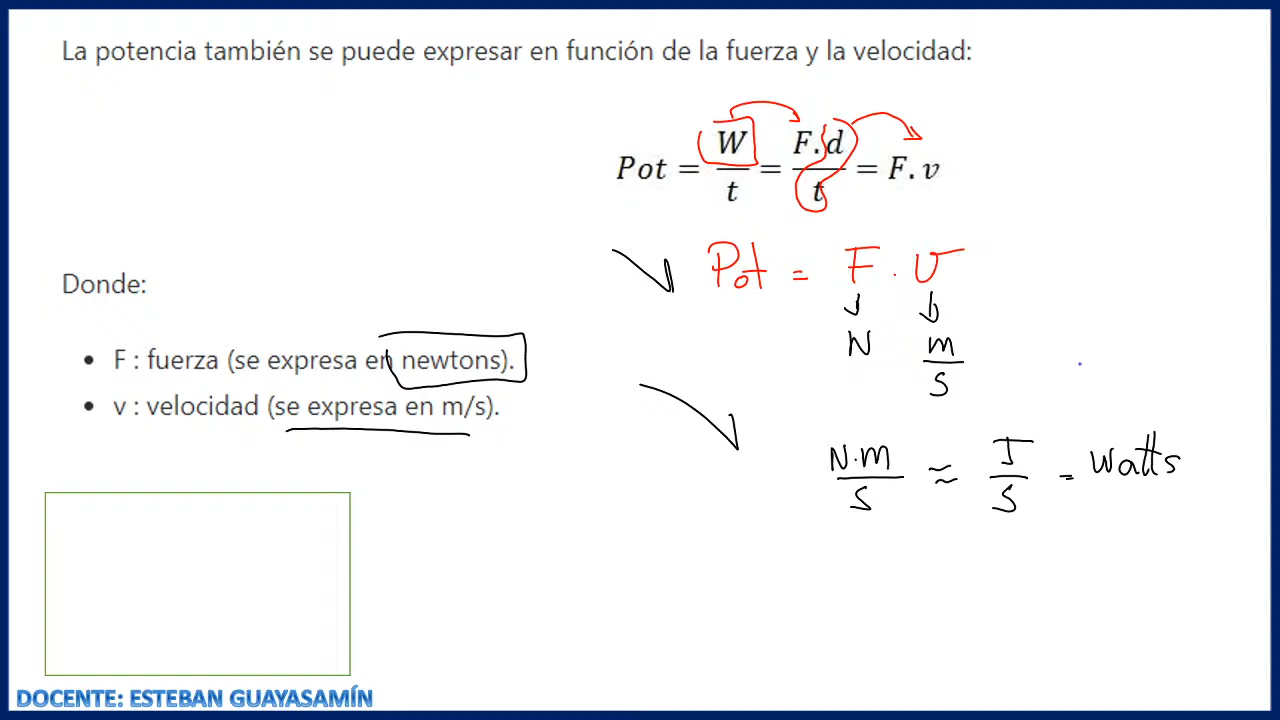 La potencia también se puede expresar en función de la fuerza y la velocidad:
Pot = W/t = F.d/t = F.v
Pot = F . v
N m/s
Donde:
• F : fuerza (se expresa en newtons).
• v : velocidad (se expresa en m/s).
N.m/s ≈ J/s = watts
DOCENTE: ESTEBAN GUAYASAMÍN